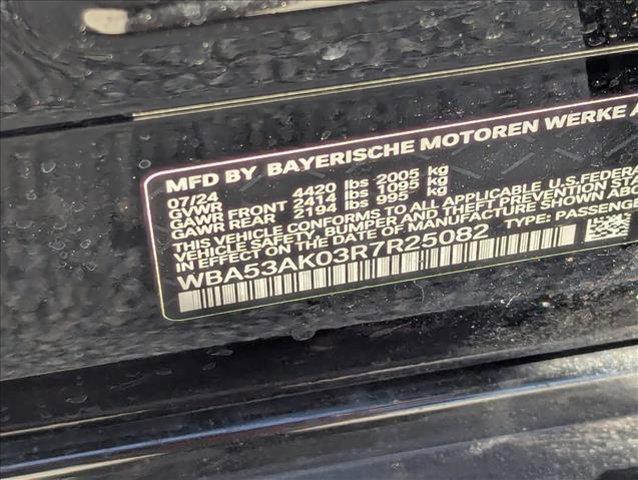 MFD BY BAYERISCHE MOTOREN WERKE
07/24
GVWR 4420 lbs 2005 kg
GAWR FRONT 2414 lbs 1095 kg
GAWR REAR 2194 lbs 995 kg
THIS VEHICLE CONFORMS TO ALL APPLICABLE U.S. FEDERAL
VEHICLE SAFETY, BUMPER AND THEFT PREVENTION
IN EFFECT ON THE DATE OF MANUFACTURE SHOWN
WBA53AK03R7R25082 TYPE: